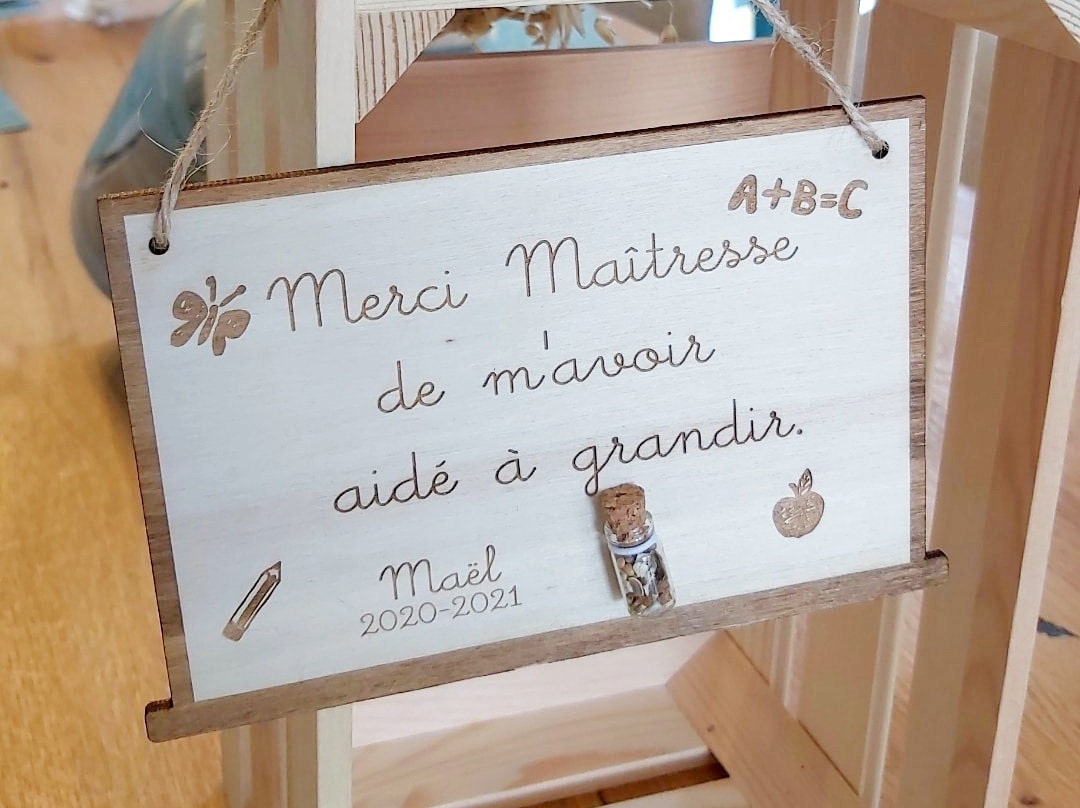 A+B=C
Merci Maîtresse
de m'avoir
aidé à grandir.
Maël
2020-2021